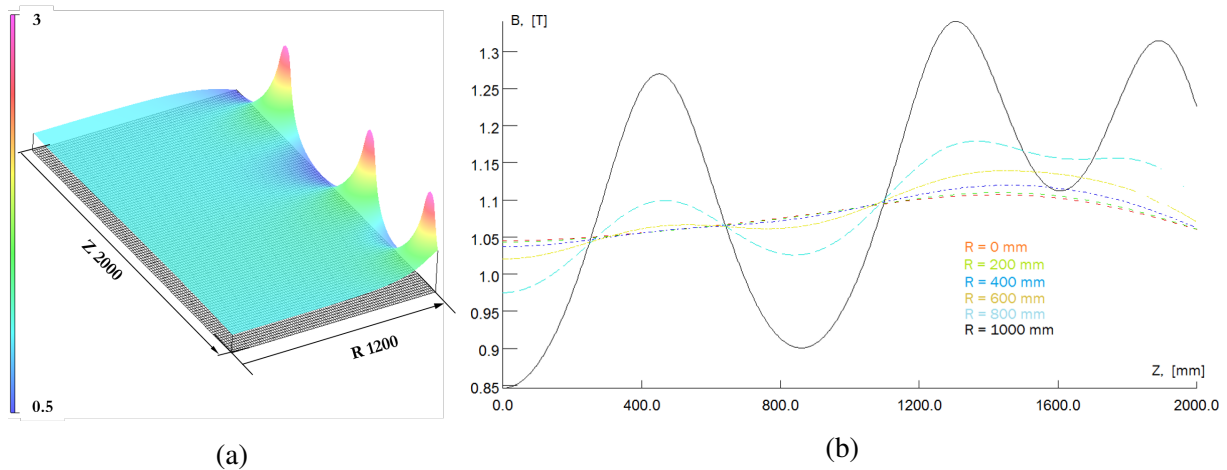 3
0.5
Z 2000
R 1200
(a)
B, [T]
1.3
1.25
1.2
1.15
1.1
1.05
1.0
0.95
0.9
0.85
0.0
400.0
800.0
1200.0
1600.0
2000.0
Z, [mm]
R = 0 mm
R = 200 mm
R = 400 mm
R = 600 mm
R = 800 mm
R = 1000 mm
(b)